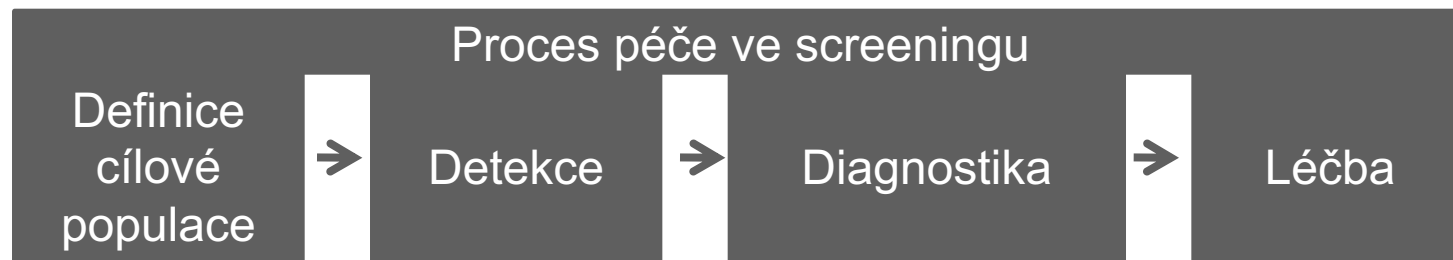 Proces péče ve screeningu
Definice
cílové
populace
Detekce
Diagnostika
Léčba